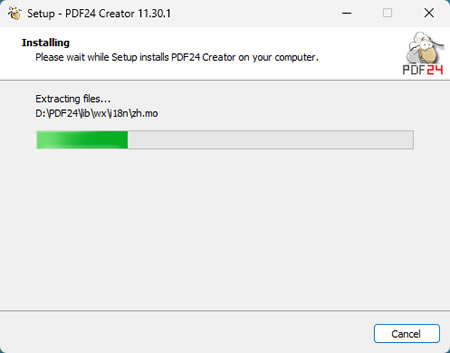 Setup - PDF24 Creator 11.30.1
Installing
Please wait while Setup installs PDF24 Creator on your computer.
PDF24
Extracting files...
D:\PDF24\lib\wx\i18n\zh.mo
Cancel